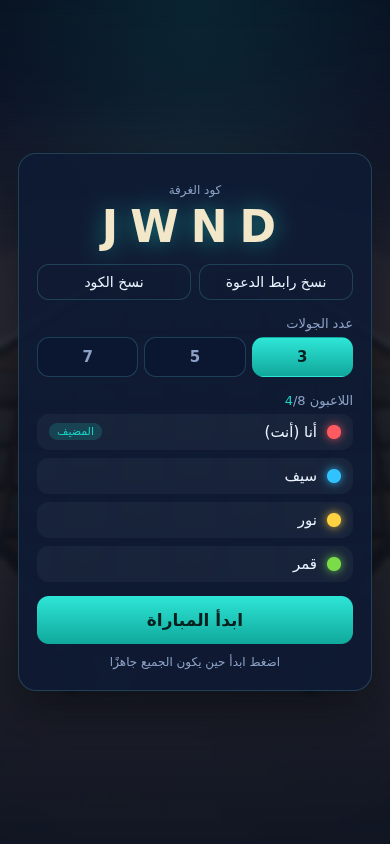 كود الغرفة
JWND
نسخ رابط الدعوة
نسخ الكود
عدد الجولات
3
5
7
اللاعبون 4/8
أنا (أنت)
المضيف
سيف
نور
قمر
ابدأ المباراة
اضغط ابدأ حين يكون الجميع جاهزًا